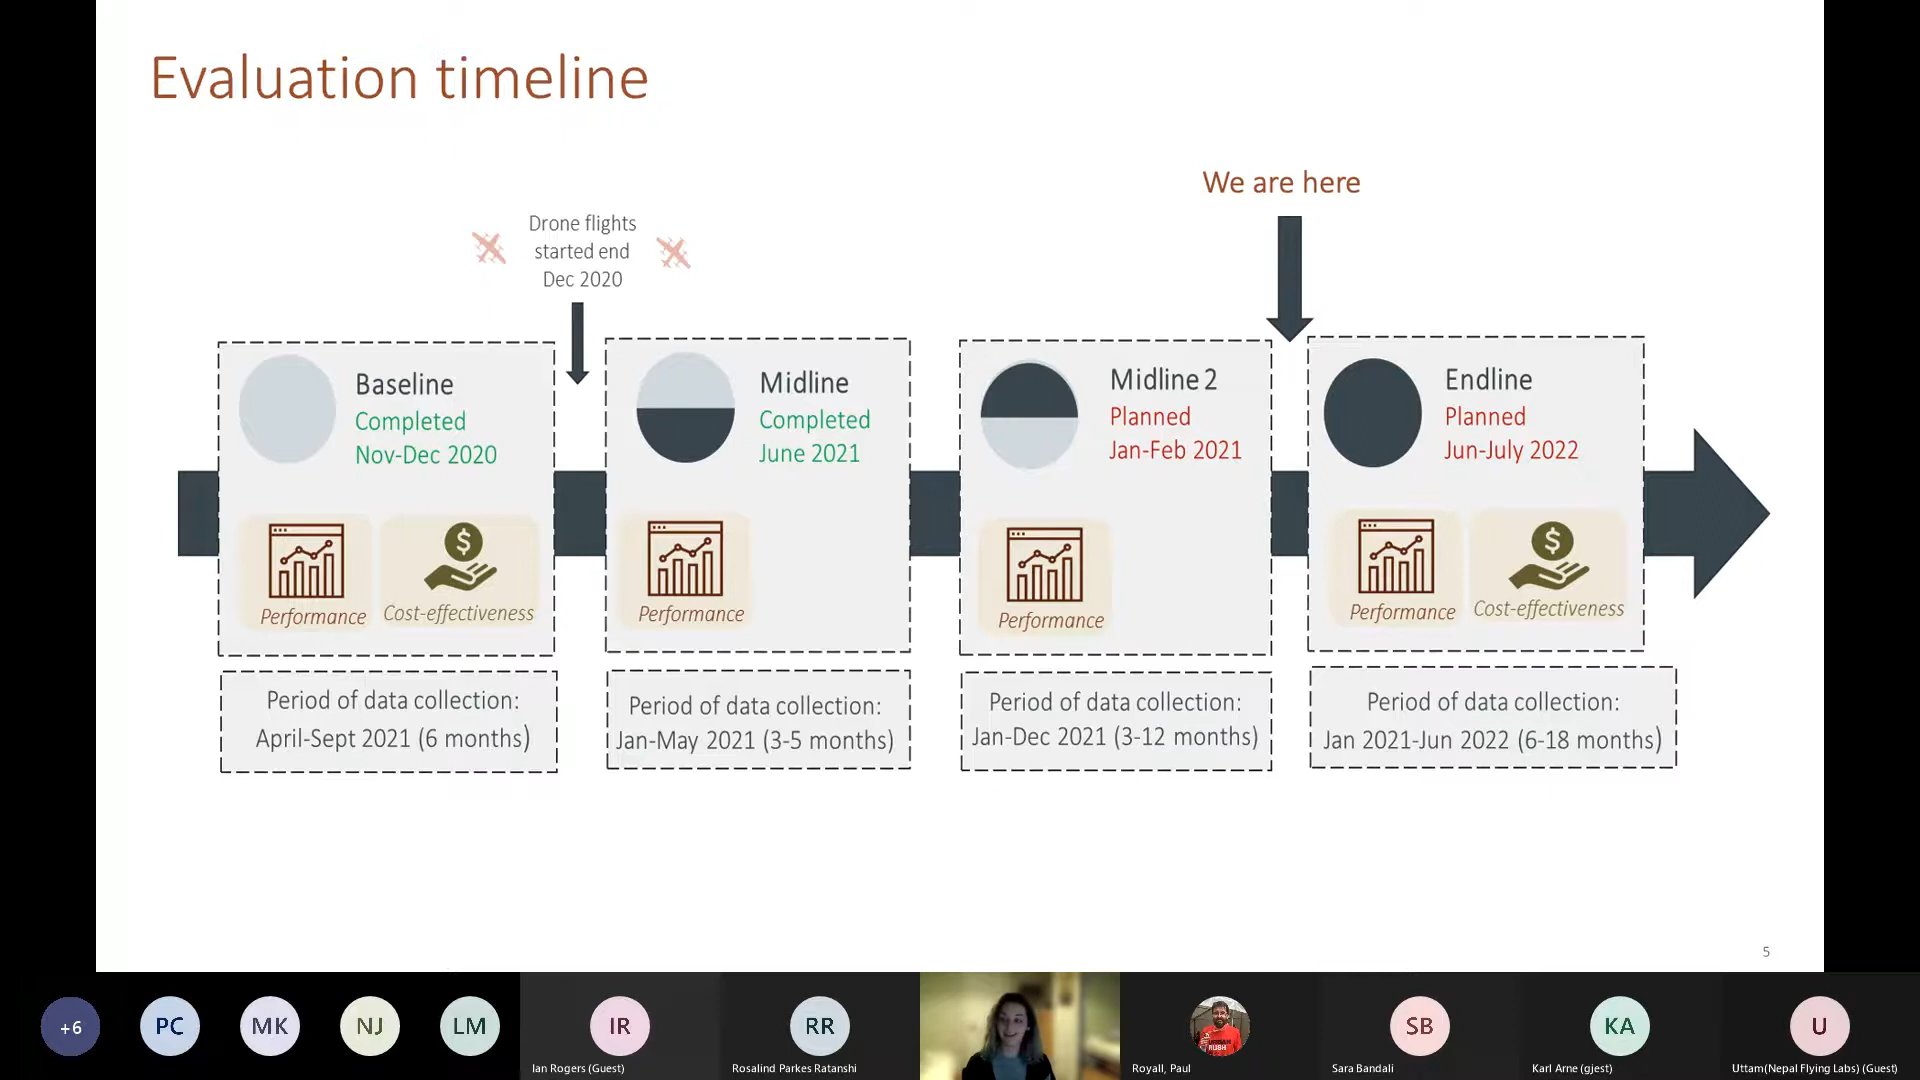 Evaluation timeline
We are here
Drone flights
started end
Dec 2020
Baseline
Completed
Nov-Dec 2020
Performance
Cost-effectiveness
Midline
Completed
June 2021
Performance
Midline 2
Planned
Jan-Feb 2021
Performance
Endline
Planned
Jun-July 2022
Performance
Cost-effectiveness
Period of data collection:
April-Sept 2021 (6 months)
Period of data collection:
Jan-May 2021 (3-5 months)
Period of data collection:
Jan-Dec 2021 (3-12 months)
Period of data collection:
Jan 2021-Jun 2022 (6-18 months)
5
+6
PC
MK
NJ
LM
IR
Ian Rogers (Guest)
RR
Rosalind Parkes Ratanshi
Royall, Paul
SB
Sara Bandali
KA
Karl Arne (gjest)
U
Uttam(Nepal Flying Labs) (Guest)